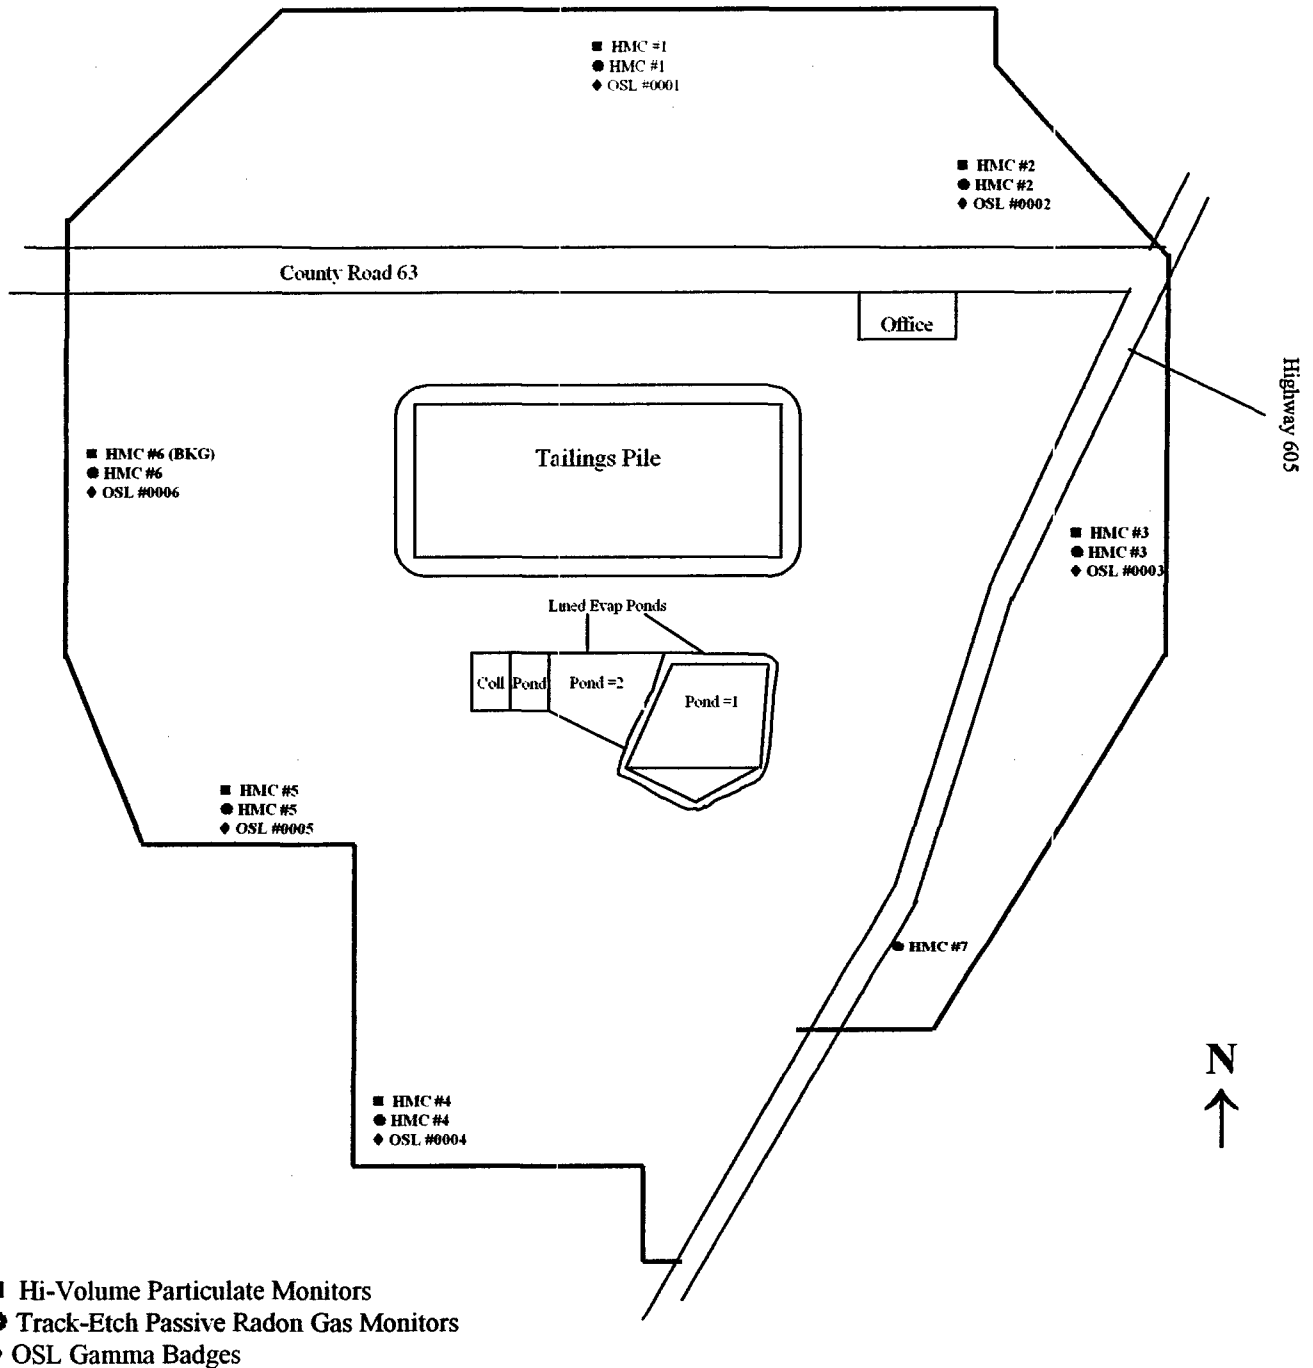 ■ HMC #1
● HMC #1
◆ OSL #0001
■ HMC #2
● HMC #2
◆ OSL #0002
County Road 63
Office
Highway 605
Tailings Pile
■ HMC #6 (BKG)
● HMC #6
◆ OSL #0006
■ HMC #3
● HMC #3
◆ OSL #0003
Lined Evap Ponds
Coll Pond
Pond #2
Pond #1
■ HMC #5
● HMC #5
◆ OSL #0005
● HMC #7
N
■ HMC #4
● HMC #4
◆ OSL #0004
■ Hi-Volume Particulate Monitors
● Track-Etch Passive Radon Gas Monitors
◆ OSL Gamma Badges